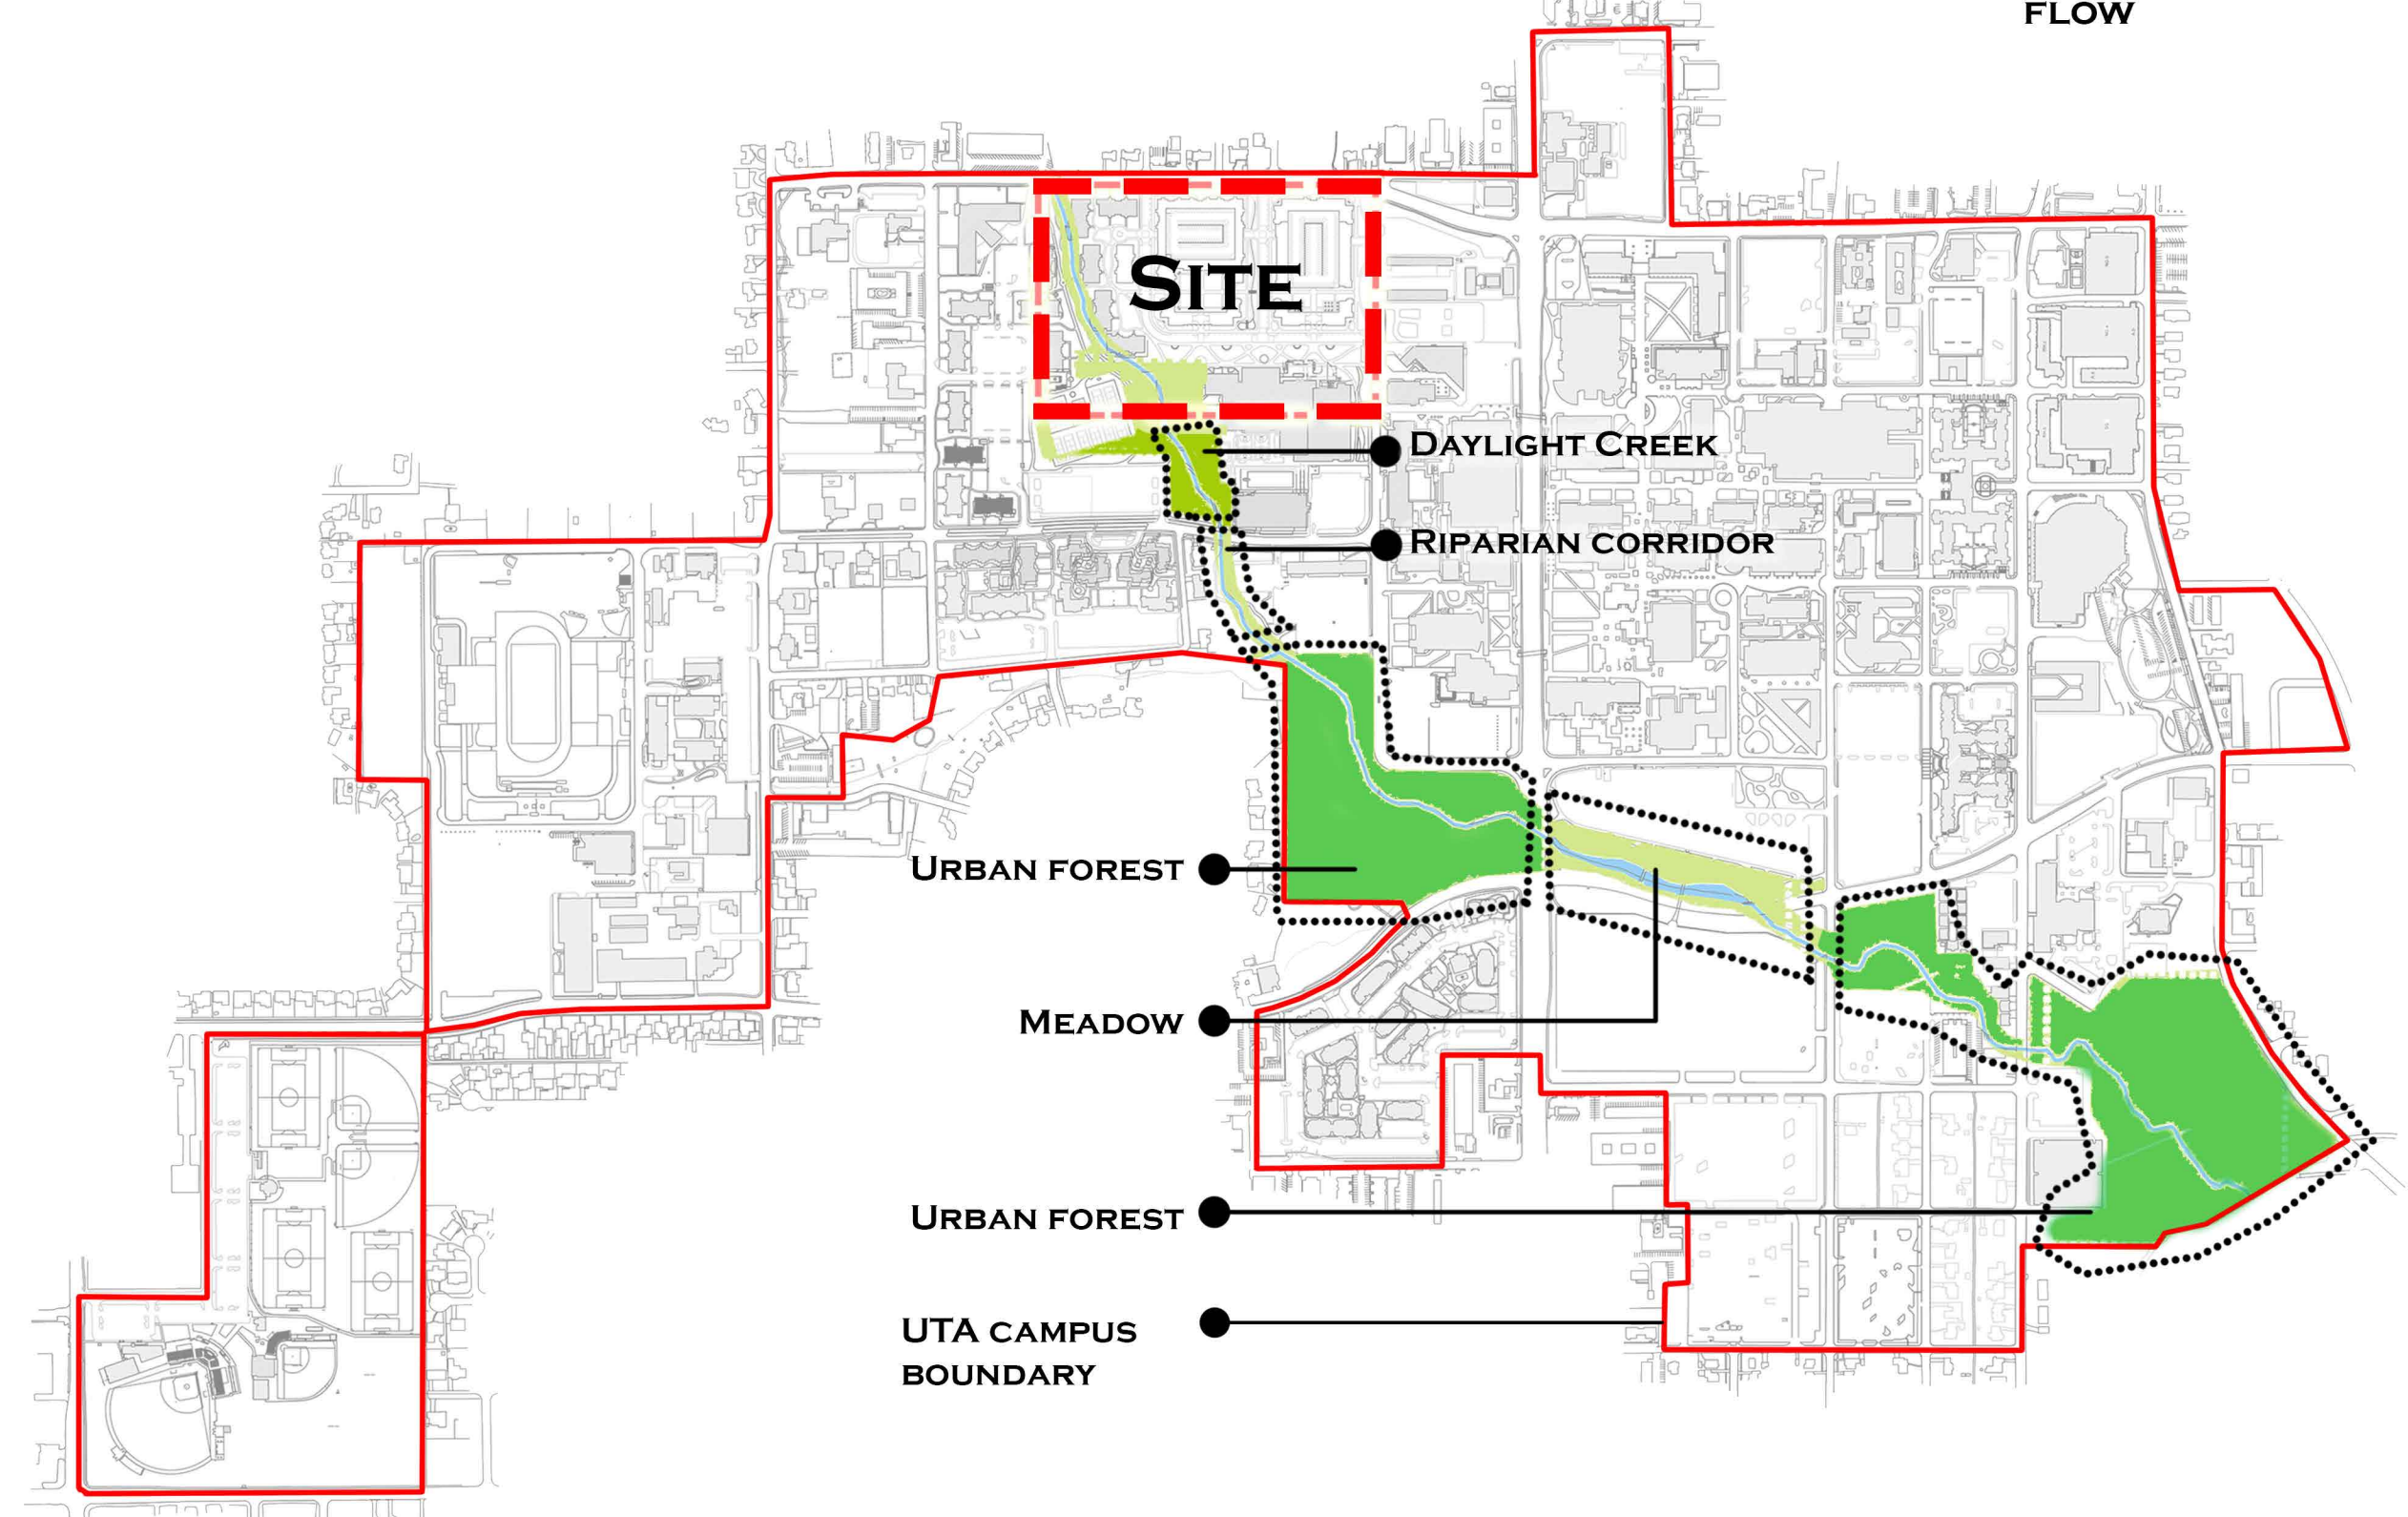 FLOW
SITE
DAYLIGHT CREEK
RIPARIAN CORRIDOR
URBAN FOREST
MEADOW
URBAN FOREST
UTA CAMPUS
BOUNDARY